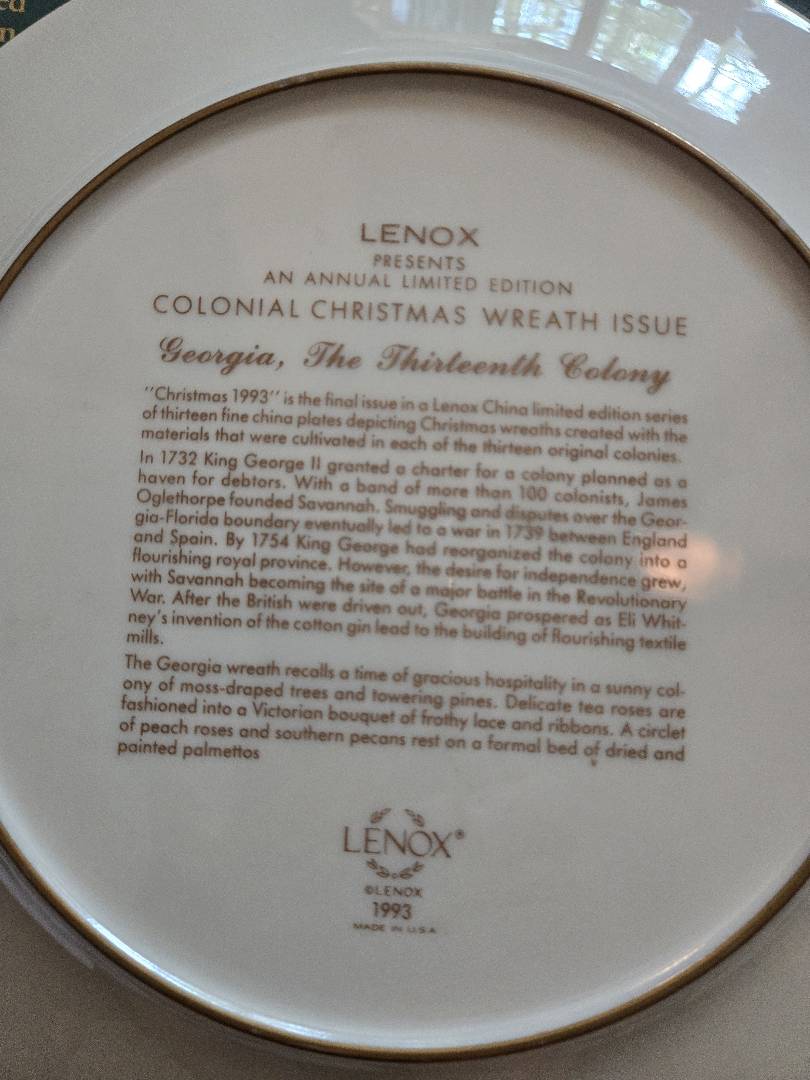 ed
n
LENOX
PRESENTS
AN ANNUAL LIMITED EDITION
COLONIAL CHRISTMAS WREATH ISSUE
Georgia, The Thirteenth Colony
"Christmas 1993" is the final issue in a Lenox China limited edition series
of thirteen fine china plates depicting Christmas wreaths created with the
materials that were cultivated in each of the thirteen original colonies.
In 1732 King George II granted a charter for a colony planned as a
haven for debtors. With a band of more than 100 colonists, James
Oglethorpe founded Savannah. Smuggling and disputes over the Geor-
gia-Florida boundary eventually led to a war in 1739 between England
and Spain. By 1754 King George had reorganized the colony into a
flourishing royal province. However, the desire for independence grew,
with Savannah becoming the site of a major battle in the Revolutionary
War. After the British were driven out, Georgia prospered as Eli Whit-
ney's invention of the cotton gin lead to the building of flourishing textile
mills.
The Georgia wreath recalls a time of gracious hospitality in a sunny col-
ony of moss-draped trees and towering pines. Delicate tea roses are
fashioned into a Victorian bouquet of frothy lace and ribbons. A circlet
of peach roses and southern pecans rest on a formal bed of dried and
painted palmettos
LENOX®
©LENOX
1993
MADE IN U.S.A